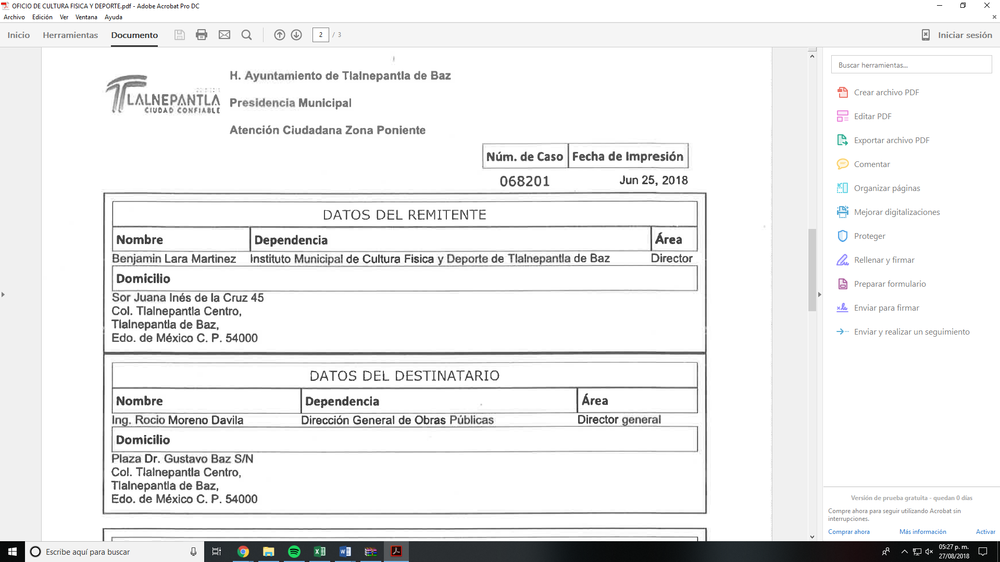 OFICIO DE CULTURA FISICA Y DEPORTE.pdf - Adobe Acrobat Pro DC
Archivo Edición Ver Ventana Ayuda
Inicio Herramientas Documento 2 / 3 Iniciar sesión
H. Ayuntamiento de Tlalnepantla de Baz
TLALNEPANTLA
CIUDAD CONFIABLE
Presidencia Municipal
Atención Ciudadana Zona Poniente
Núm. de Caso Fecha de Impresión
068201 Jun 25, 2018
DATOS DEL REMITENTE
Nombre Dependencia Área
Benjamin Lara Martinez Instituto Municipal de Cultura Fisica y Deporte de Tlalnepantla de Baz Director
Domicilio
Sor Juana Inés de la Cruz 45
Col. Tlalnepantla Centro,
Tlalnepantla de Baz,
Edo. de México C. P. 54000
DATOS DEL DESTINATARIO
Nombre Dependencia Área
Ing. Rocio Moreno Davila Dirección General de Obras Públicas Director general
Domicilio
Plaza Dr. Gustavo Baz S/N
Col. Tlalnepantla Centro,
Tlalnepantla de Baz,
Edo. de México C. P. 54000
Buscar herramientas...
Crear archivo PDF
Editar PDF
Exportar archivo PDF
Comentar
Organizar páginas
Mejorar digitalizaciones
Proteger
Rellenar y firmar
Preparar formulario
Enviar para firmar
Enviar y realizar un seguimiento
Versión de prueba gratuita - quedan 0 días
Compre ahora para seguir utilizando Acrobat sin
interrupciones.
Comprar ahora Más información Activar
Escribe aquí para buscar
05:27 p. m.
27/08/2018